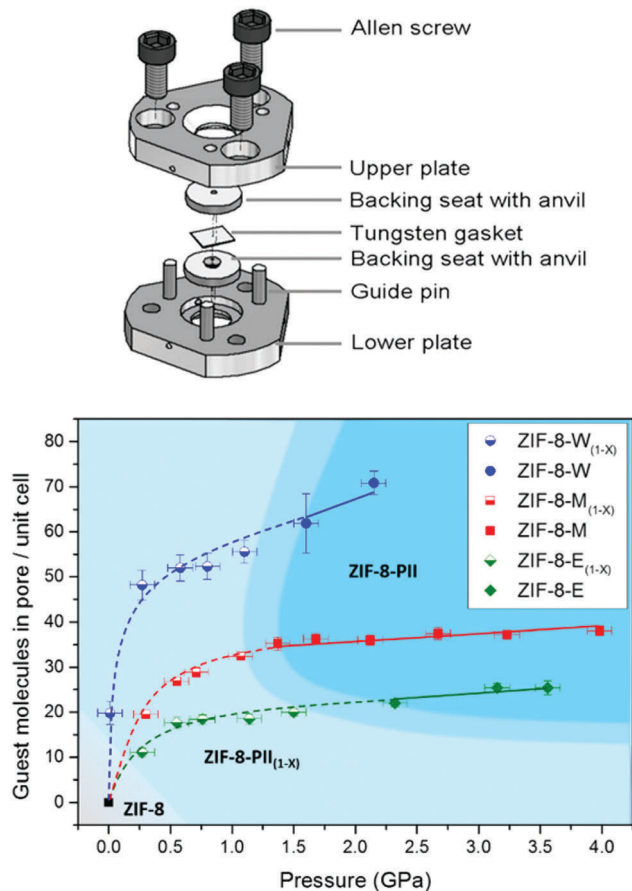 Allen screw
Upper plate
Backing seat with anvil
Tungsten gasket
Backing seat with anvil
Guide pin
Lower plate
Guest molecules in pore / unit cell
80
70
60
50
40
30
20
10
0
ZIF-8-W(1-X)
ZIF-8-W
ZIF-8-M(1-X)
ZIF-8-M
ZIF-8-E(1-X)
ZIF-8-E
ZIF-8-PII
ZIF-8-PII(1-X)
ZIF-8
0.0 0.5 1.0 1.5 2.0 2.5 3.0 3.5 4.0
Pressure (GPa)